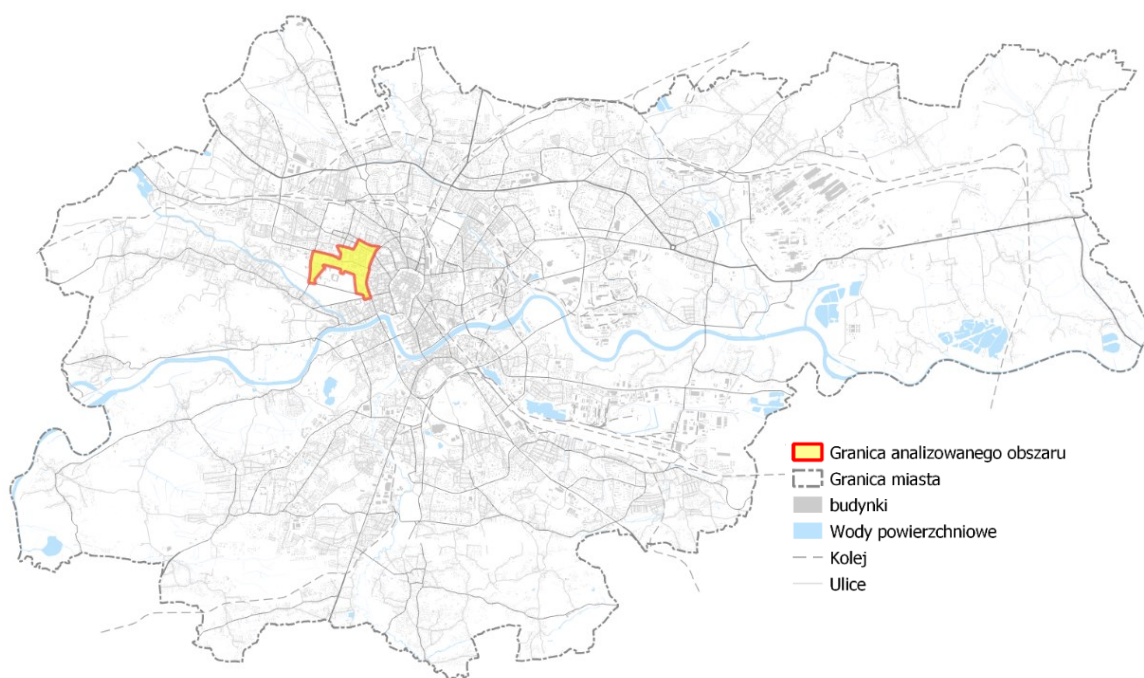 Granica analizowanego obszaru
Granica miasta
budynki
Wody powierzchniowe
Kolej
Ulice